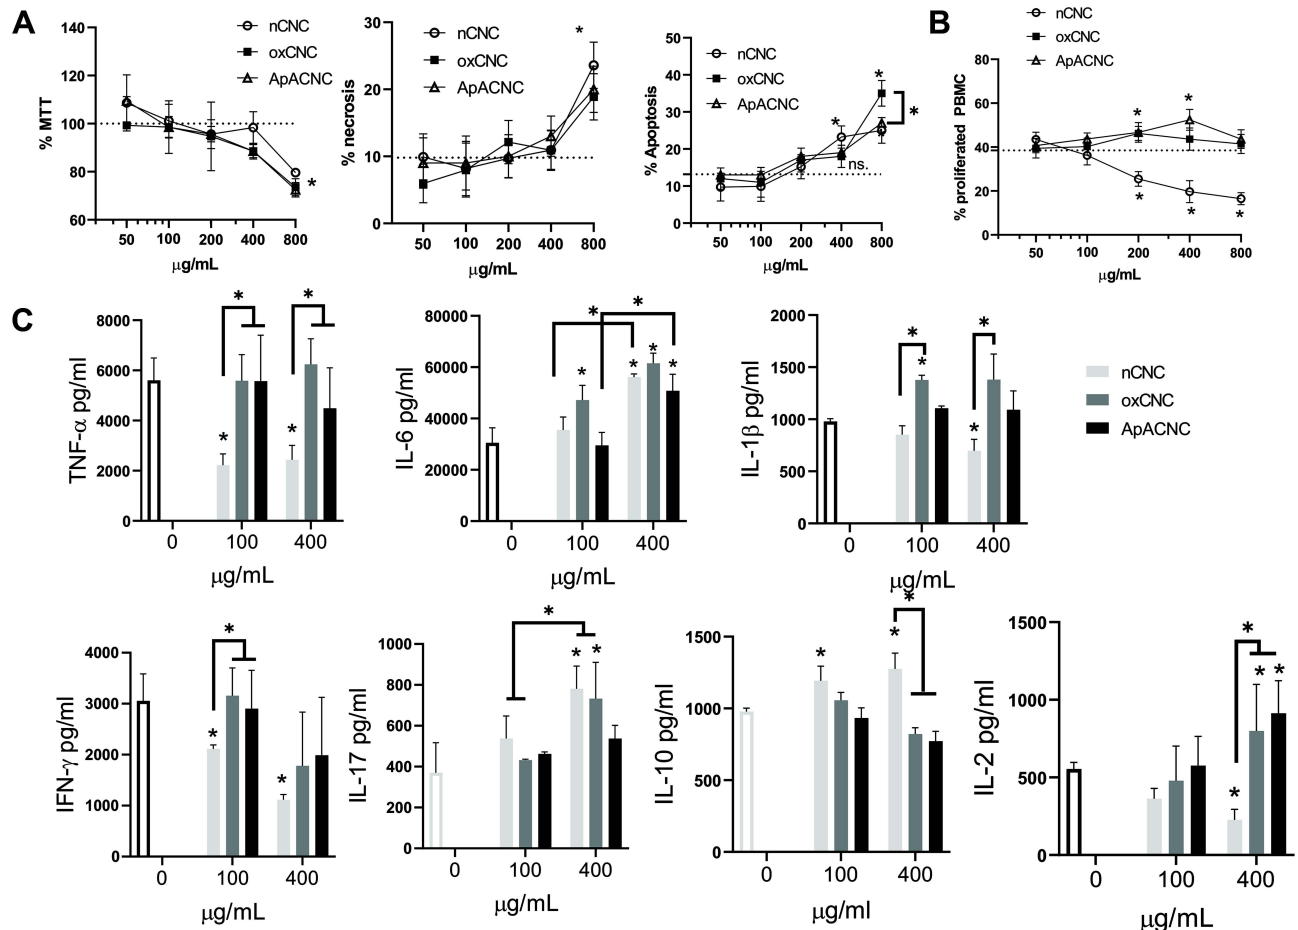 A
nCNC
oxCNC
ApACNC
% MTT
140
120
100
80
60
50 100 200 400 800
µg/mL
*
nCNC
oxCNC
ApACNC
% necrosis
30
20
10
0
50 100 200 400 800
µg/mL
*
nCNC
oxCNC
ApACNC
% Apoptosis
50
40
30
20
10
0
50 100 200 400 800
µg/mL
* * *
ns.
B
nCNC
oxCNC
ApACNC
% proliferated PBMC
80
60
40
20
0
50 100 200 400 800
µg/mL
* *
* * *
C
TNF-α pg/ml
8000
6000
4000
2000
0
0 100 400
µg/mL
* *
* *
IL-6 pg/ml
80000
60000
40000
20000
0
0 100 400
µg/mL
* *
* * * *
IL-1β pg/ml
2000
1500
1000
500
0
0 100 400
µg/mL
* *
* *
nCNC
oxCNC
ApACNC
IFN-γ pg/ml
4000
3000
2000
1000
0
0 100 400
µg/mL
*
* *
IL-17 pg/ml
1000
800
600
400
200
0
0 100 400
µg/mL
*
* *
IL-10 pg/ml
1500
1000
500
0
0 100 400
µg/ml
*
* *
IL-2 pg/ml
1500
1000
500
0
0 100 400
µg/mL
*
* * *